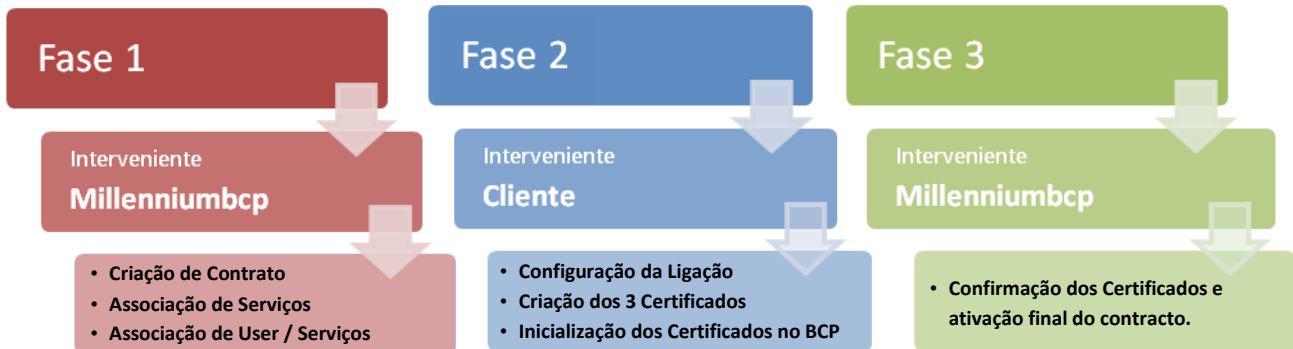 Fase 1
Interveniente
Millenniumbcp
• Criação de Contrato
• Associação de Serviços
• Associação de User / Serviços
Fase 2
Interveniente
Cliente
• Configuração da Ligação
• Criação dos 3 Certificados
• Inicialização dos Certificados no BCP
Fase 3
Interveniente
Millenniumbcp
• Confirmação dos Certificados e
ativação final do contracto.